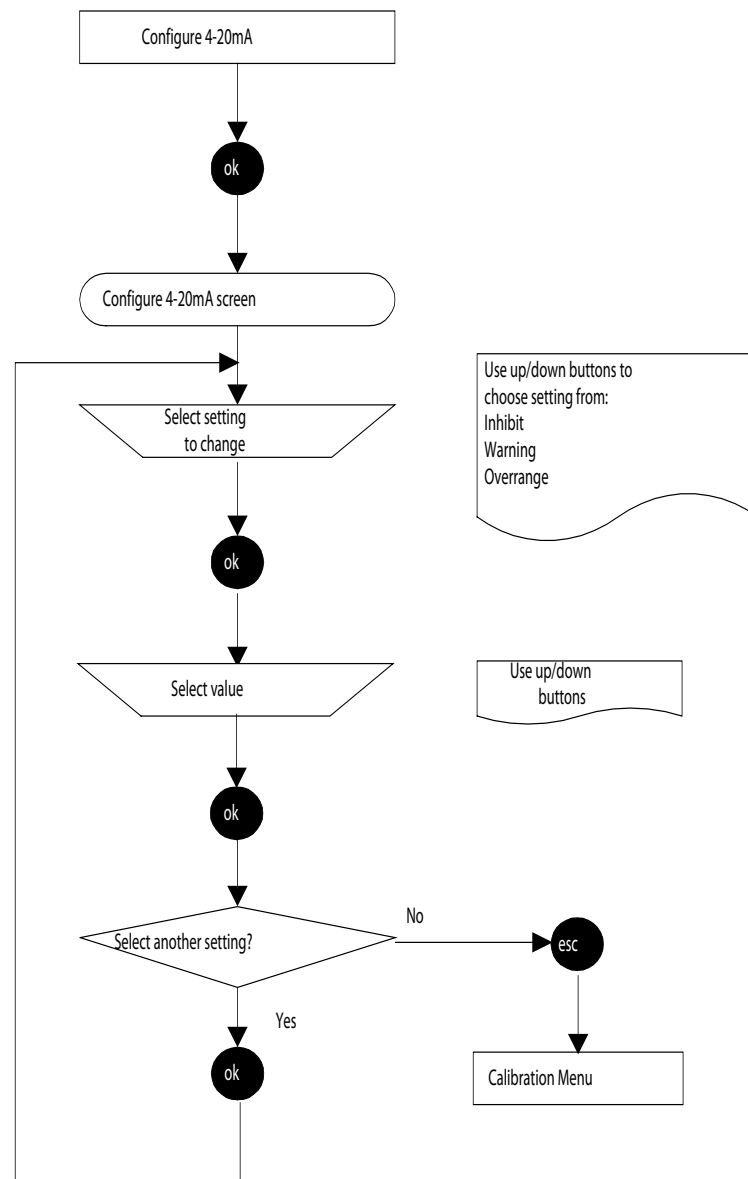 Configure 4-20mA
ok
Configure 4-20mA screen
Select setting
to change
Use up/down buttons to
choose setting from:
Inhibit
Warning
Overrange
ok
Select value
Use up/down
buttons
ok
Select another setting?
No
esc
Yes
ok
Calibration Menu